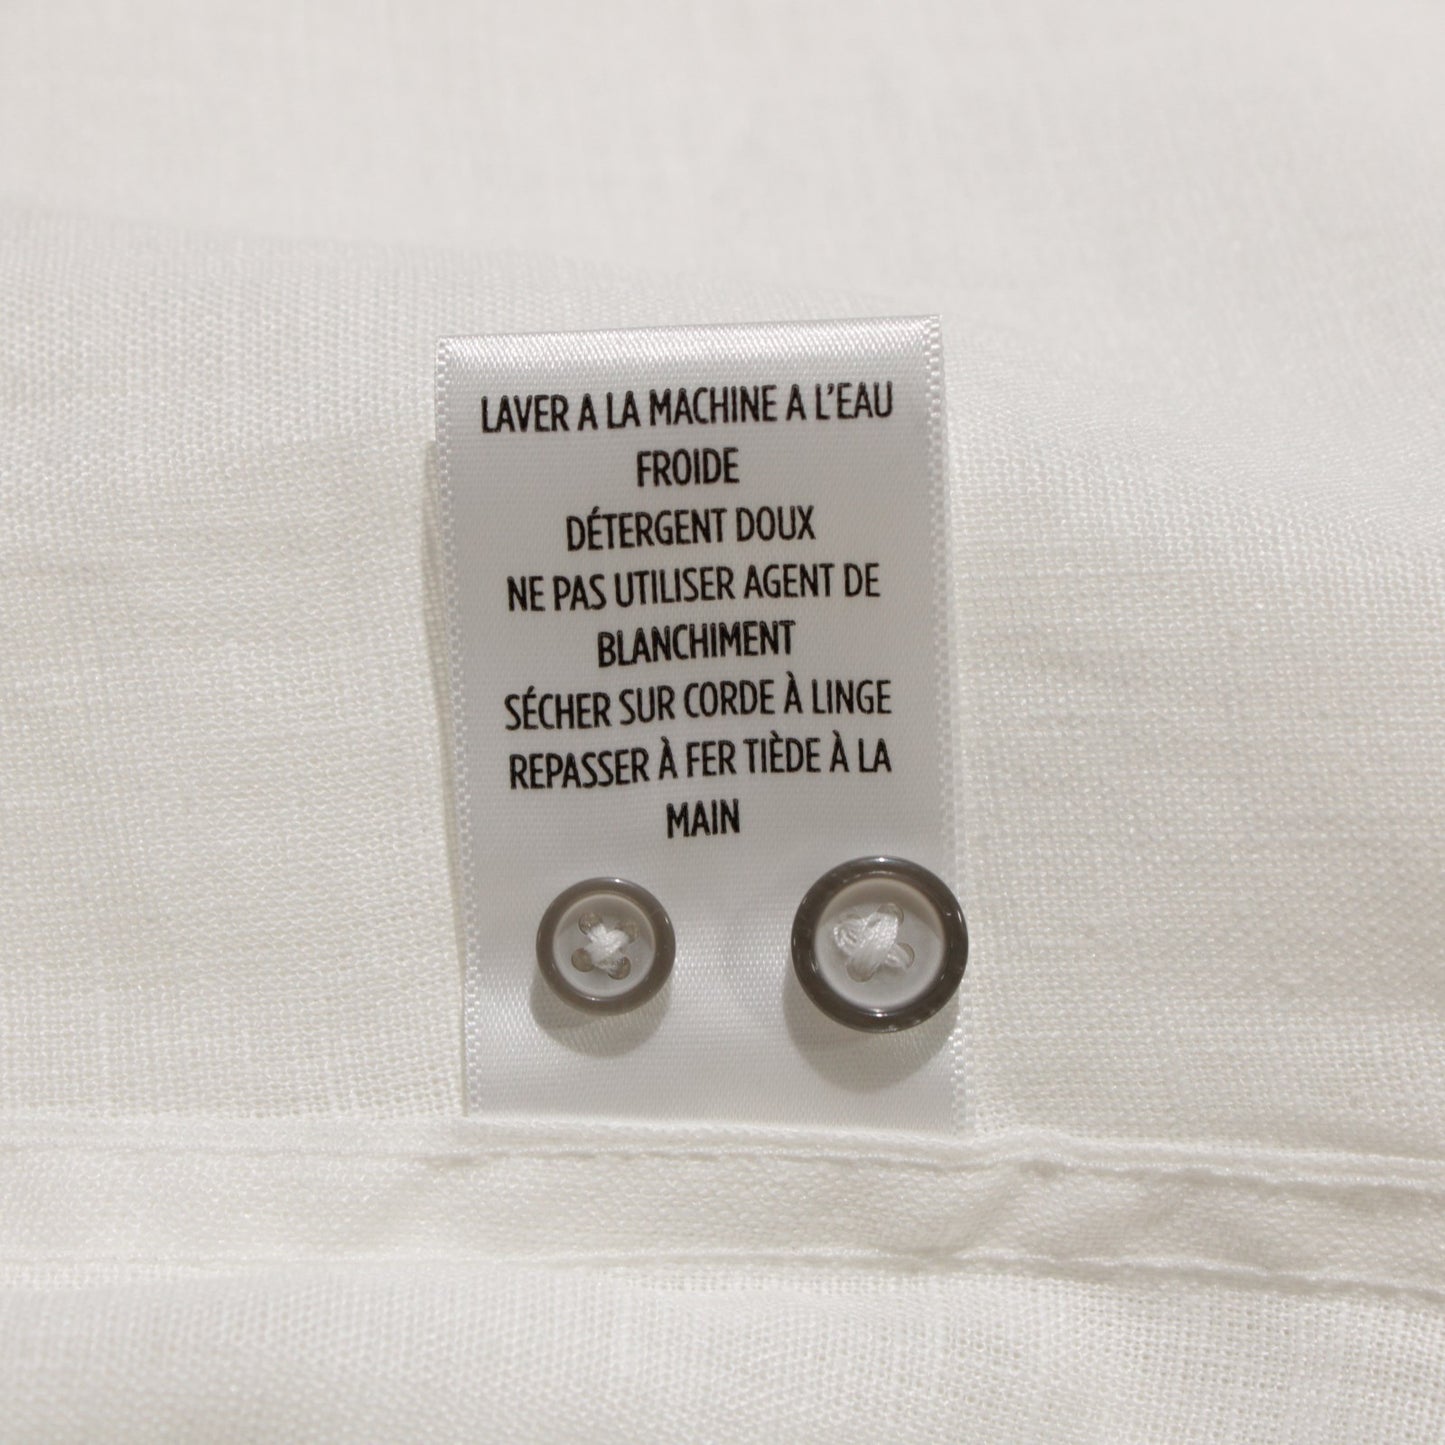 LAVER A LA MACHINE A L'EAU
FROIDE
DÉTERGENT DOUX
NE PAS UTILISER AGENT DE
BLANCHIMENT
SÉCHER SUR CORDE À LINGE
REPASSER À FER TIÈDE À LA
MAIN